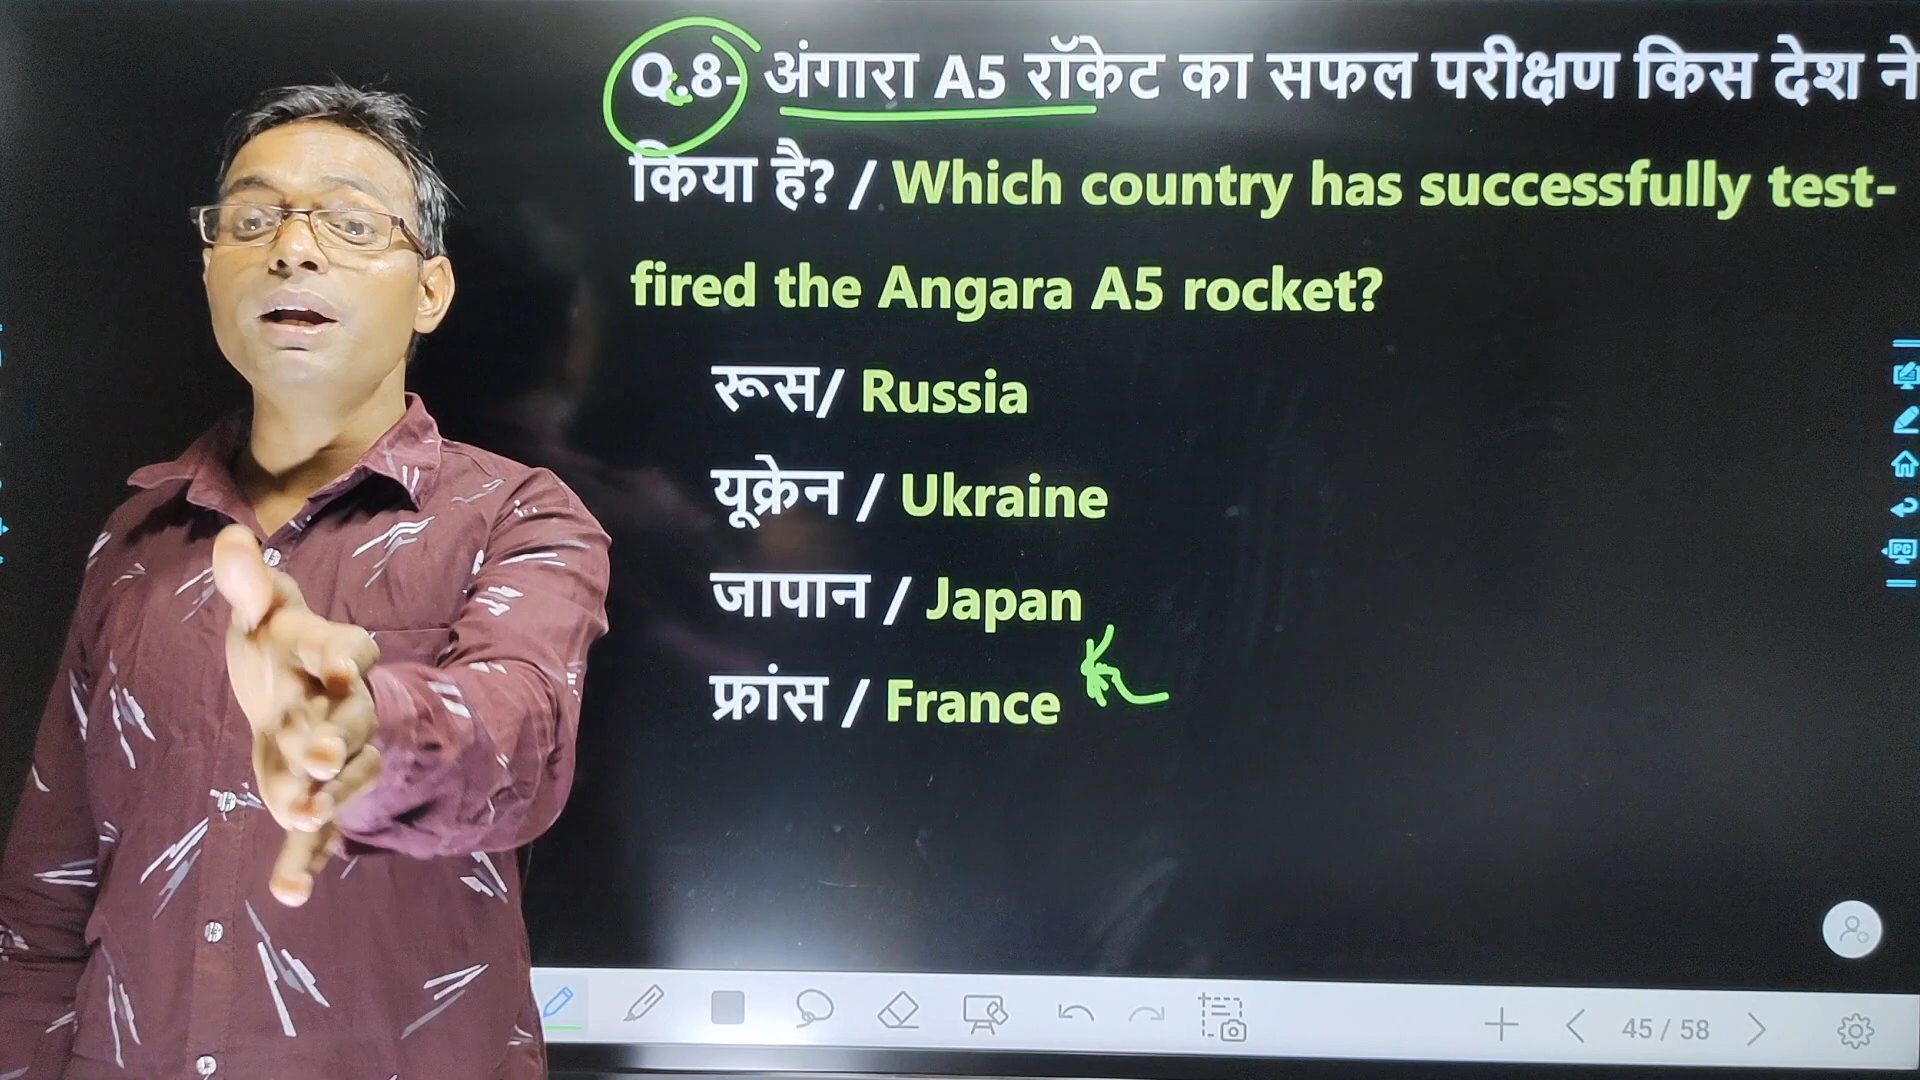 Q.8- अंगारा A5 रॉकेट का सफल परीक्षण किस देश ने
किया है? / Which country has successfully test-
fired the Angara A5 rocket?
रूस/ Russia
यूक्रेन / Ukraine
जापान / Japan
फ्रांस / France
PC
45 / 58